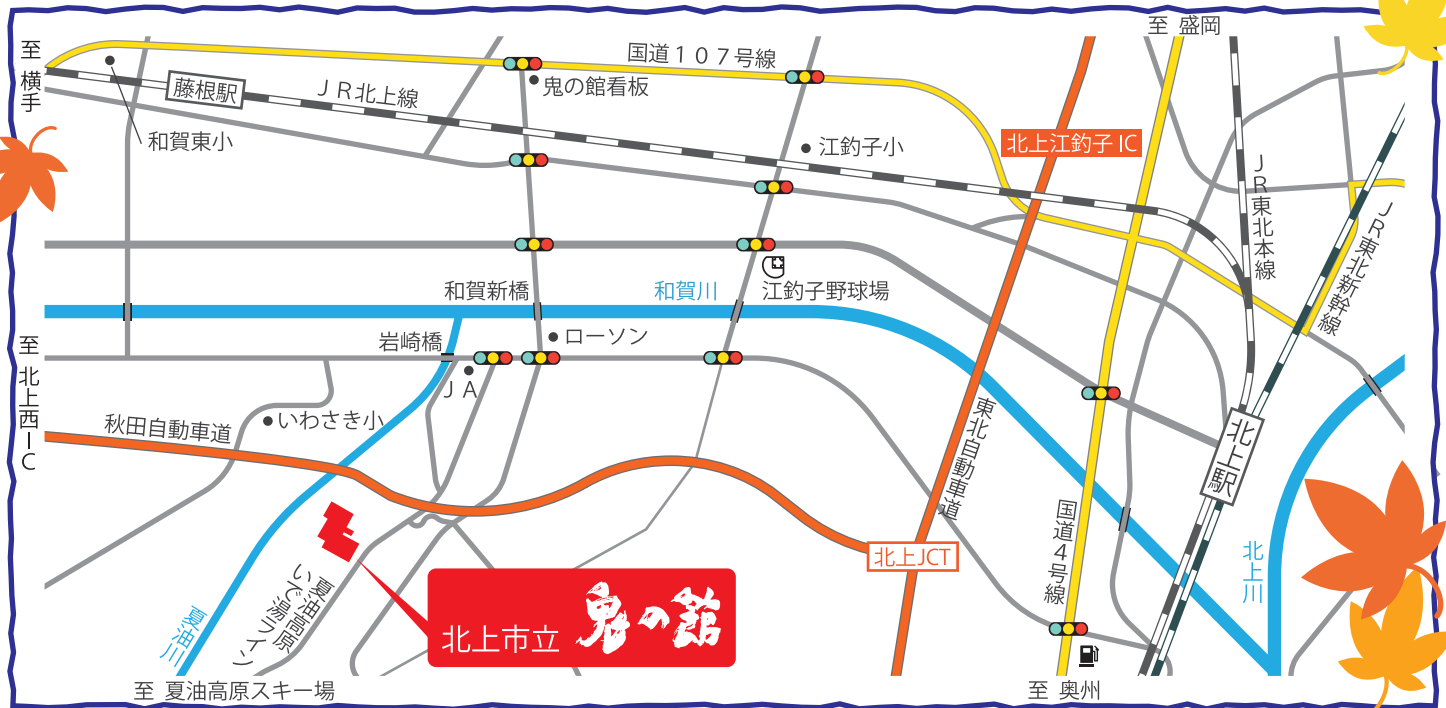 至 盛岡
至 横手
国道107号線
鬼の館看板
藤根駅
JR北上線
和賀東小
江釣子小
北上江釣子IC
JR東北本線
JR東北新幹線
和賀新橋
和賀川
江釣子野球場
岩崎橋
ローソン
JA
至 北上西IC
いわさき小
秋田自動車道
東北自動車道
北上駅
国道4号線
北上JCT
北上川
夏油高原
いで湯ライン
夏油川
北上市立 鬼の館
至 夏油高原スキー場
至 奥州